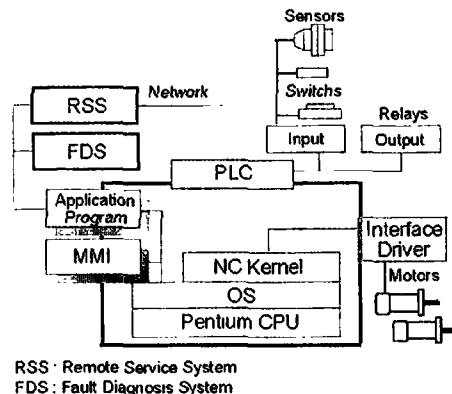 Sensors
Network
RSS
Switchs
FDS
Relays
Input
Output
PLC
Application
Program
Interface
Driver
MMI
NC Kernel
Motors
OS
Pentium CPU
RSS : Remote Service System
FDS : Fault Diagnosis System